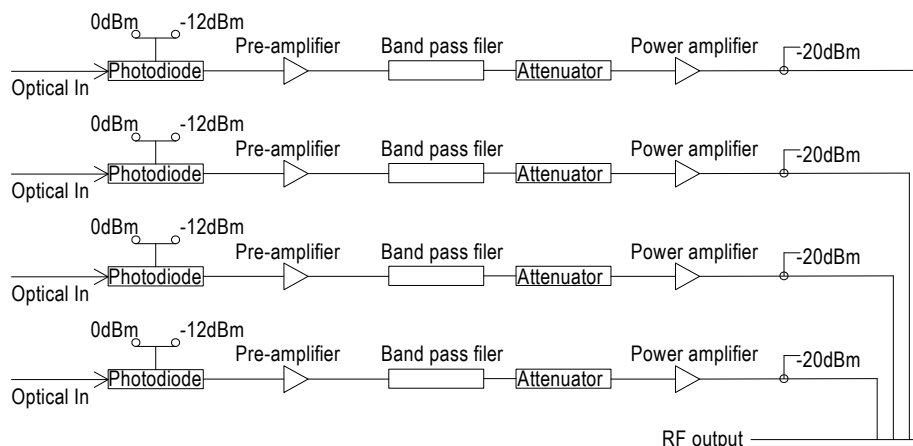 0dBm -12dBm
Pre-amplifier Band pass filer Power amplifier
-20dBm
Photodiode Attenuator
Optical In
0dBm -12dBm
Pre-amplifier Band pass filer Power amplifier
-20dBm
Photodiode Attenuator
Optical In
0dBm -12dBm
Pre-amplifier Band pass filer Power amplifier
-20dBm
Photodiode Attenuator
Optical In
0dBm -12dBm
Pre-amplifier Band pass filer Power amplifier
-20dBm
Photodiode Attenuator
Optical In
RF output